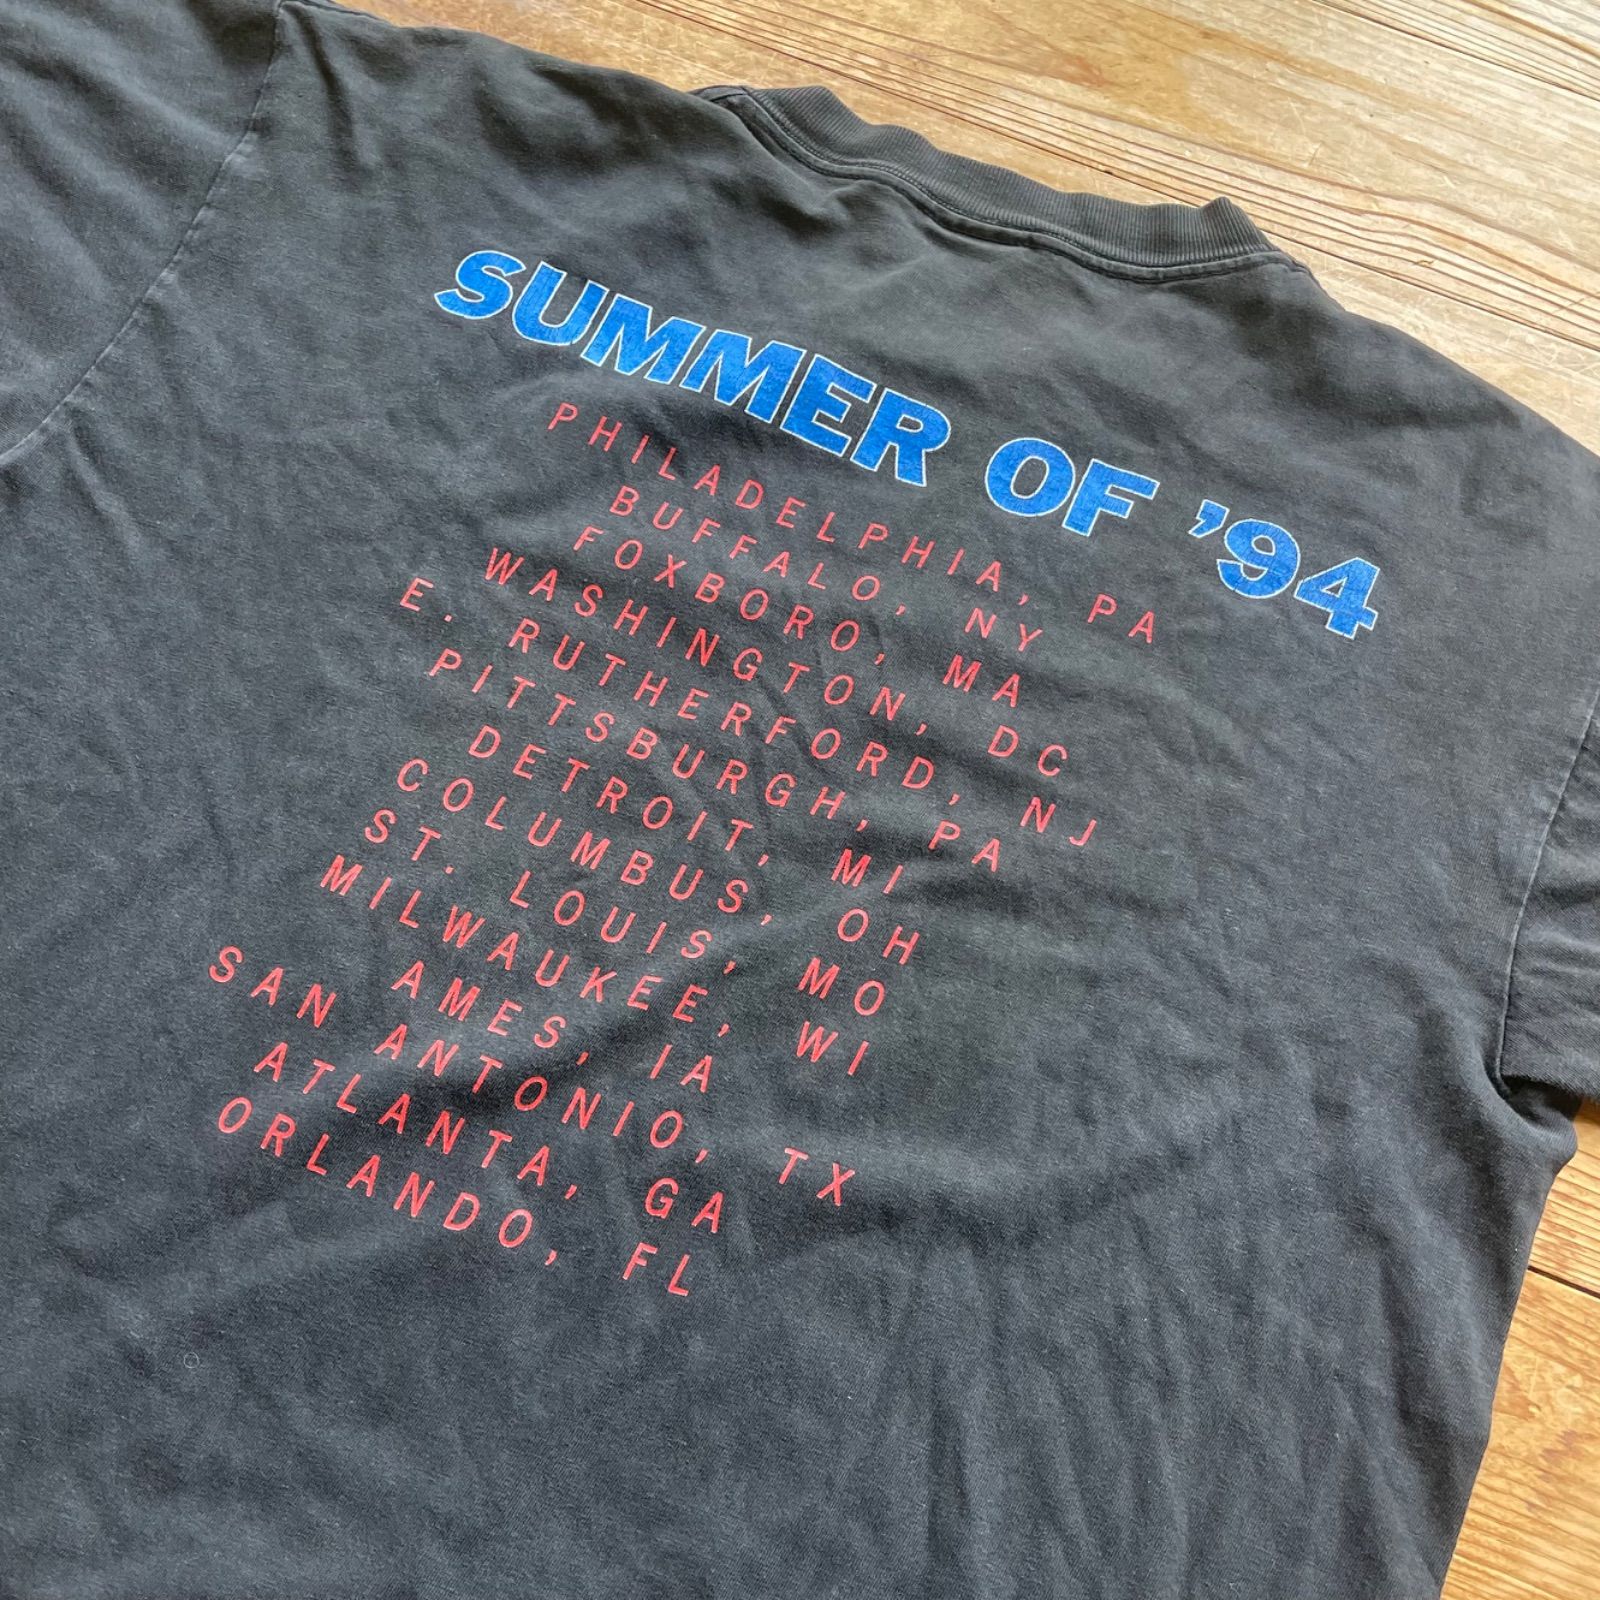 SUMMER OF '94
PHILADELPHIA, PA
BUFFALO, NY
FOXBORO, MA
WASHINGTON, DC
E. RUTHERFORD, NJ
PITTSBURGH, PA
DETROIT, MI
COLUMBUS, OH
ST. LOUIS, MO
MILWAUKEE, WI
AMES, IA
SAN ANTONIO, TX
ATLANTA, GA
ORLANDO, FL